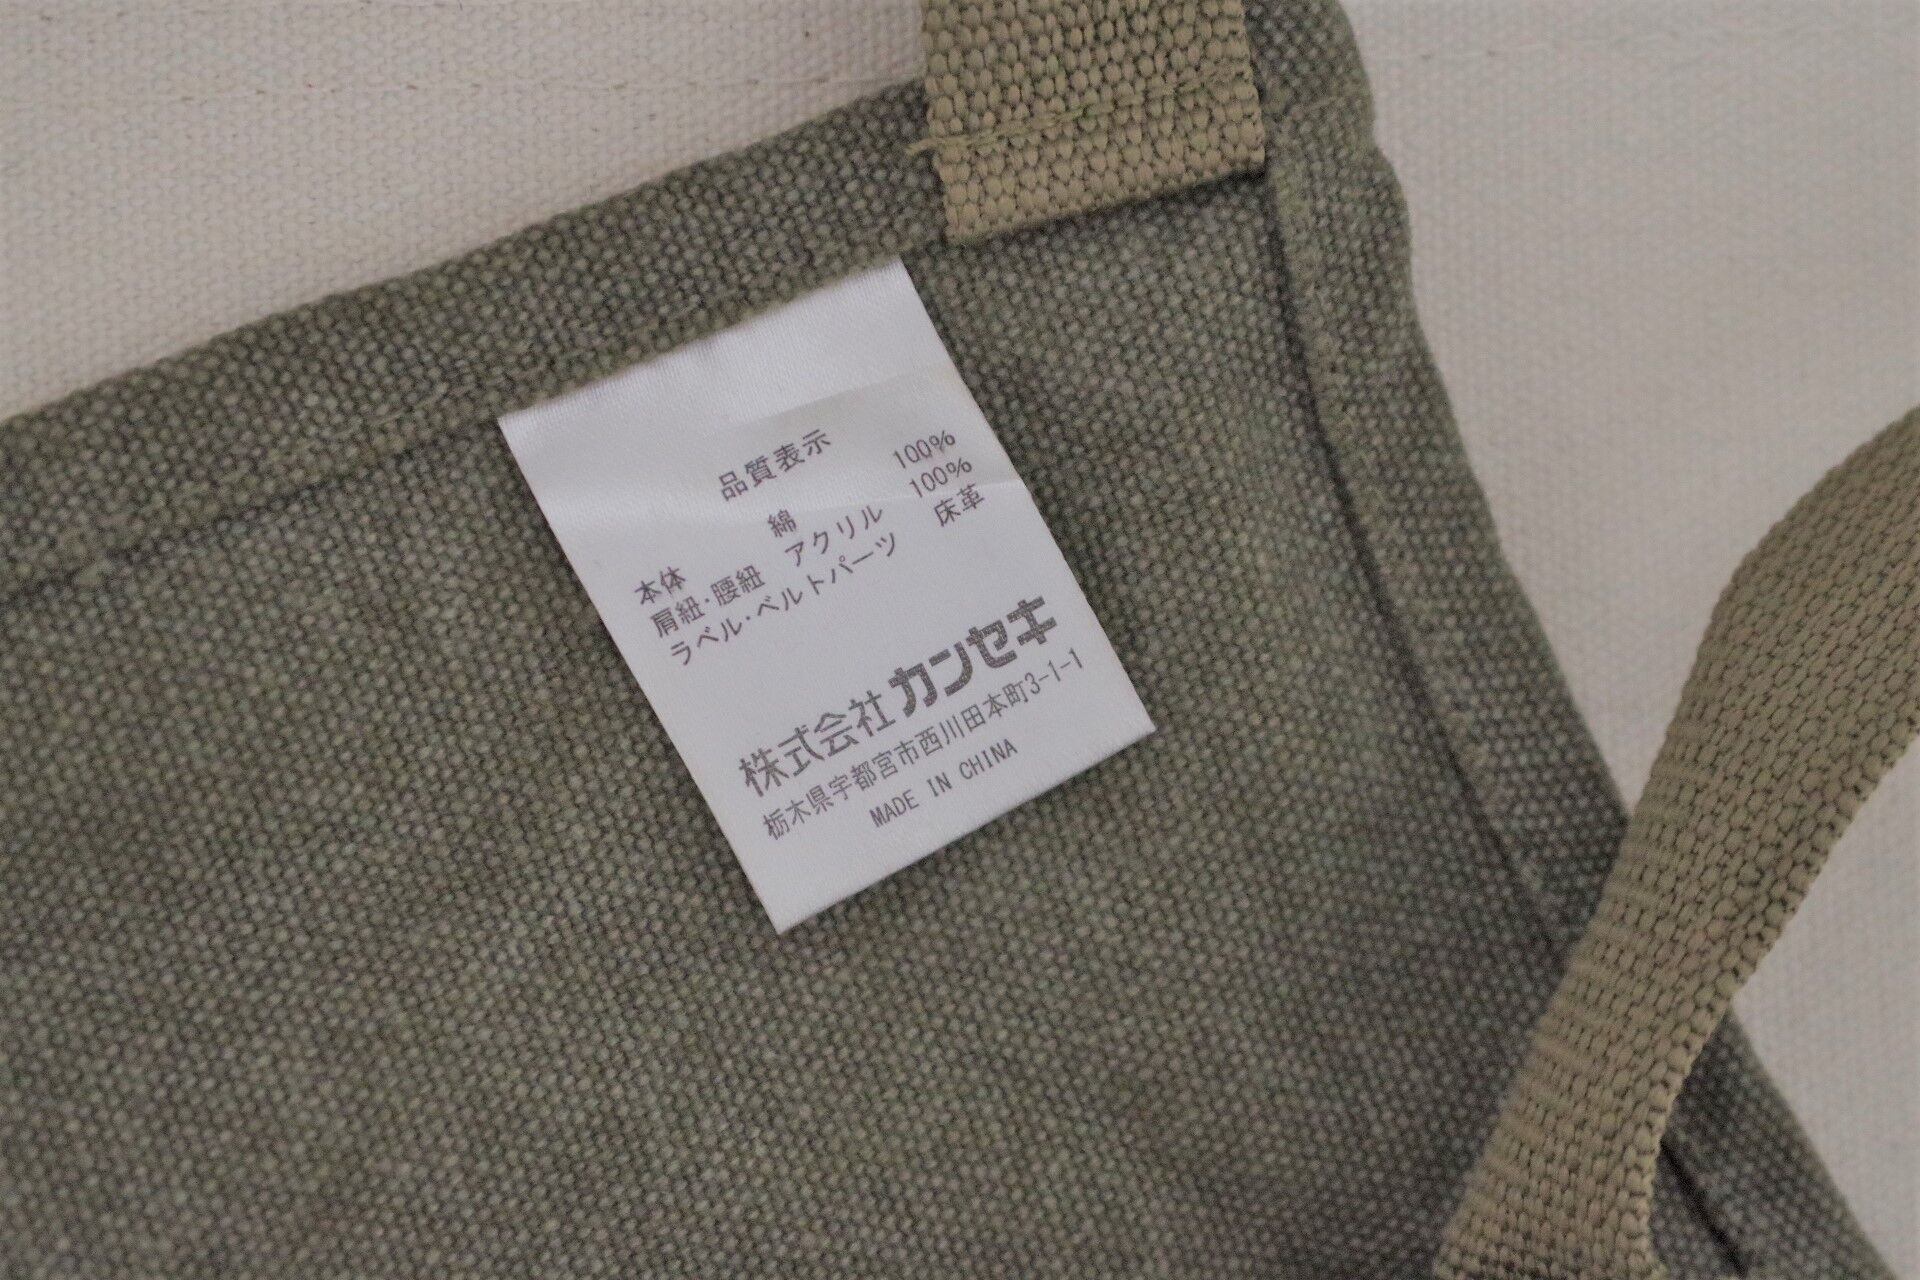 品質表示
本体 綿 100%
肩紐・腰紐 アクリル 100%
ラベル・ベルトパーツ 床革
株式会社カンセキ
栃木県宇都宮市西川田本町3-1-1
MADE IN CHINA